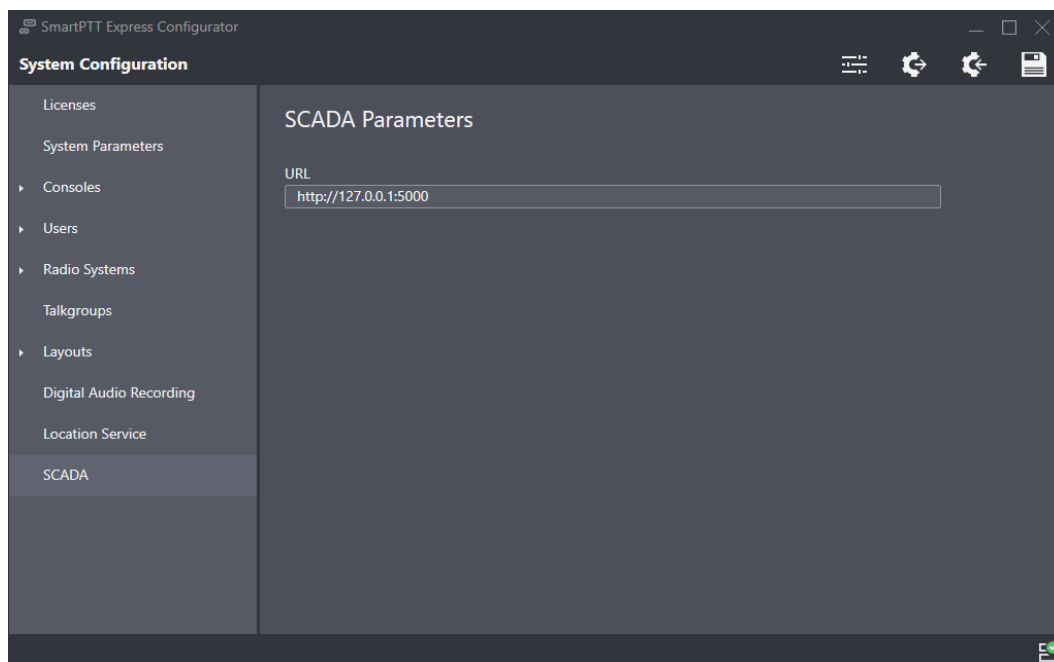 SmartPTT Express Configurator
System Configuration
Licenses
System Parameters
Consoles
Users
Radio Systems
Talkgroups
Layouts
Digital Audio Recording
Location Service
SCADA
SCADA Parameters
URL
http://127.0.0.1:5000